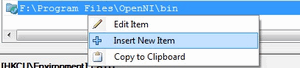 F:\Program Files\OpenNI\bin
Edit Item
Insert New Item
Copy to Clipboard